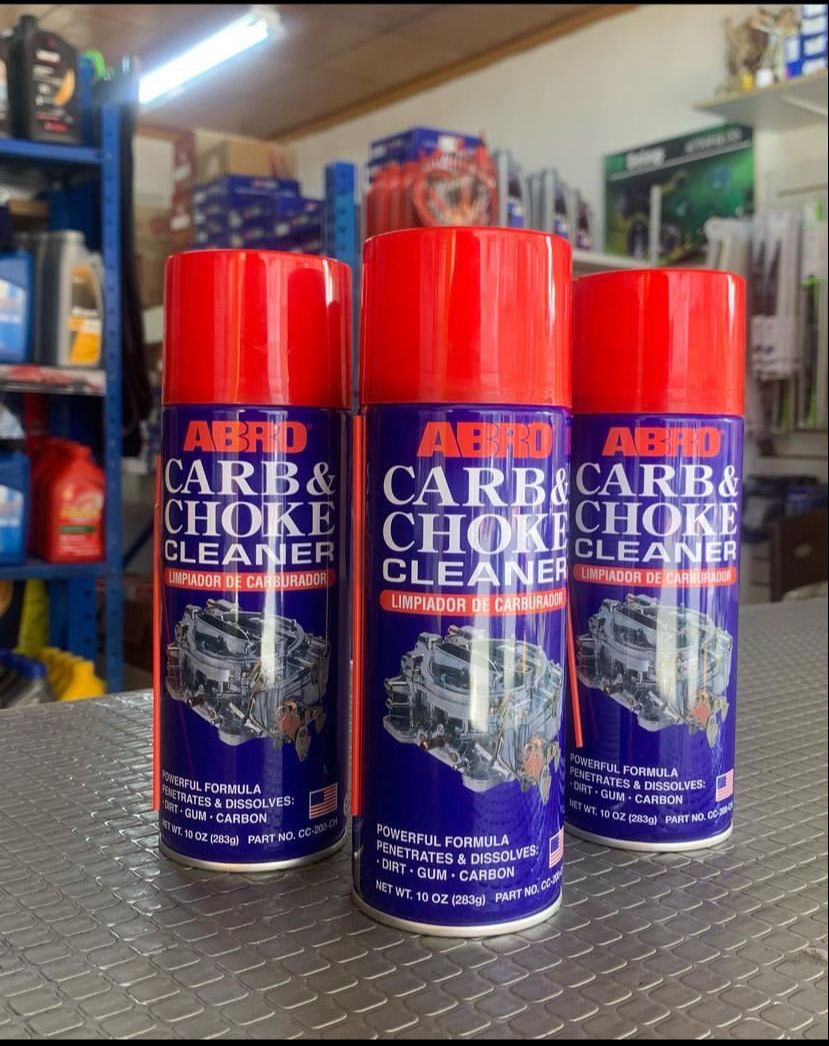 ABRO
CARB &
CHOKE
CLEANER
LIMPIADOR DE CARBURADOR
POWERFUL FORMULA
PENETRATES & DISSOLVES:
· DIRT · GUM · CARBON
NET WT. 10 OZ (283g) PART NO. CC-200-CH
ABRO
CARB &
CHOKE
CLEANER
LIMPIADOR DE CARBURADOR
POWERFUL FORMULA
PENETRATES & DISSOLVES:
· DIRT · GUM · CARBON
NET WT. 10 OZ (283g) PART NO.
ABRO
CARB &
CHOKE
CLEANER
LIMPIADOR DE CARBURADOR
POWERFUL FORMULA
PENETRATES & DISSOLVES:
· DIRT · GUM · CARBON
NET WT. 10 OZ (283g) PART NO. CC-200-CH